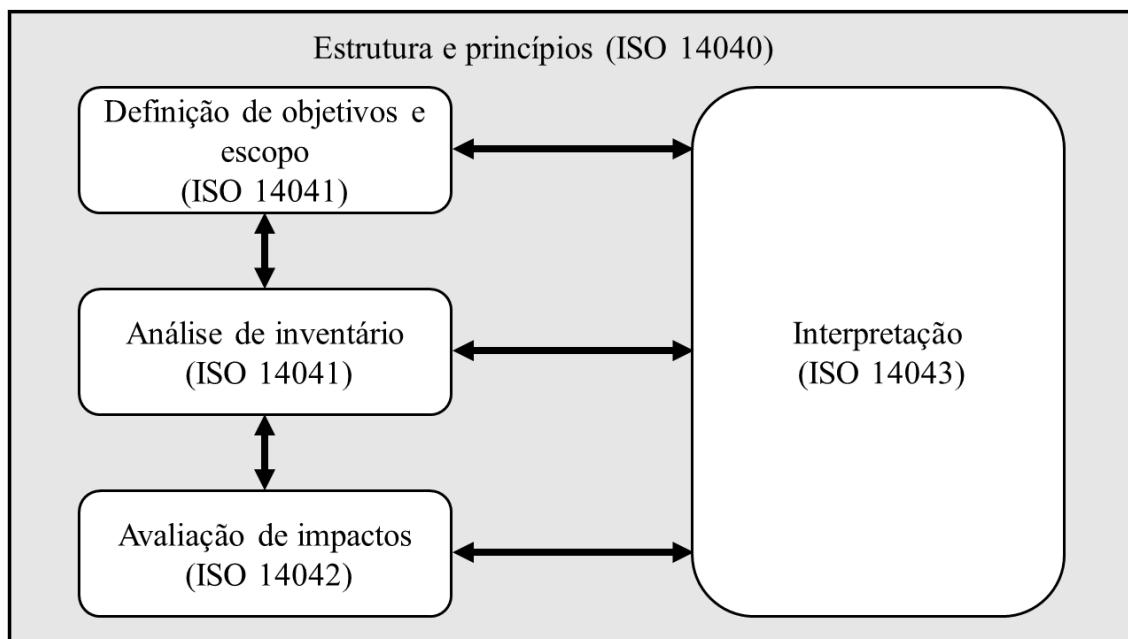 Estrutura e princípios (ISO 14040)
Definição de objetivos e
escopo
(ISO 14041)
Análise de inventário
(ISO 14041)
Avaliação de impactos
(ISO 14042)
Interpretação
(ISO 14043)